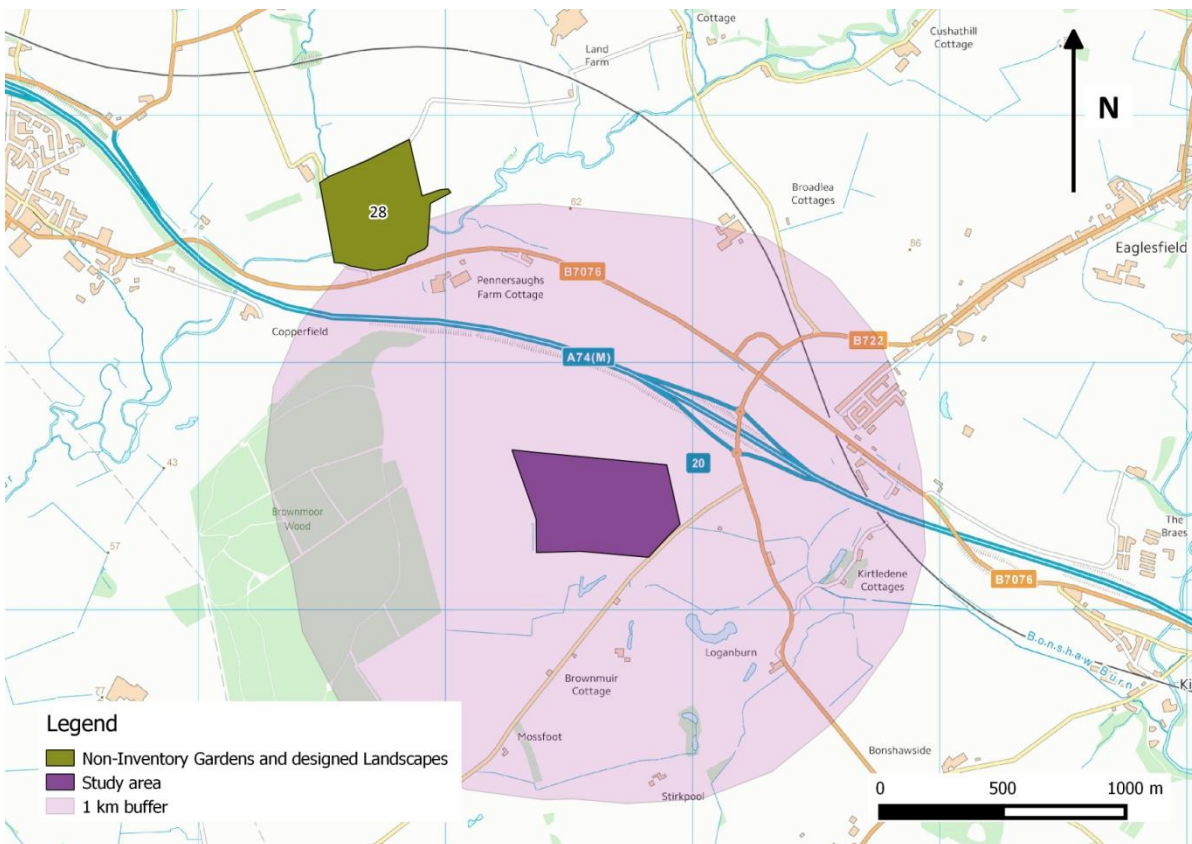 Cottage
Cushathill
Cottage
Land
Farm
N
28
62
Broadlea
Cottages
86
Eaglesfield
Pennersaughs
Farm Cottage
B7076
Copperfield
B722
A74(M)
20
43
Brownmoor
Wood
The
Braes
57
Kirtledene
Cottages
B7076
Loganburn
Bonshaw Burn
Brownmuir
Cottage
Legend
Non-Inventory Gardens and designed Landscapes
Study area
1 km buffer
Mossfoot
Bonshawside
Stirkpool
0 500 1000 m